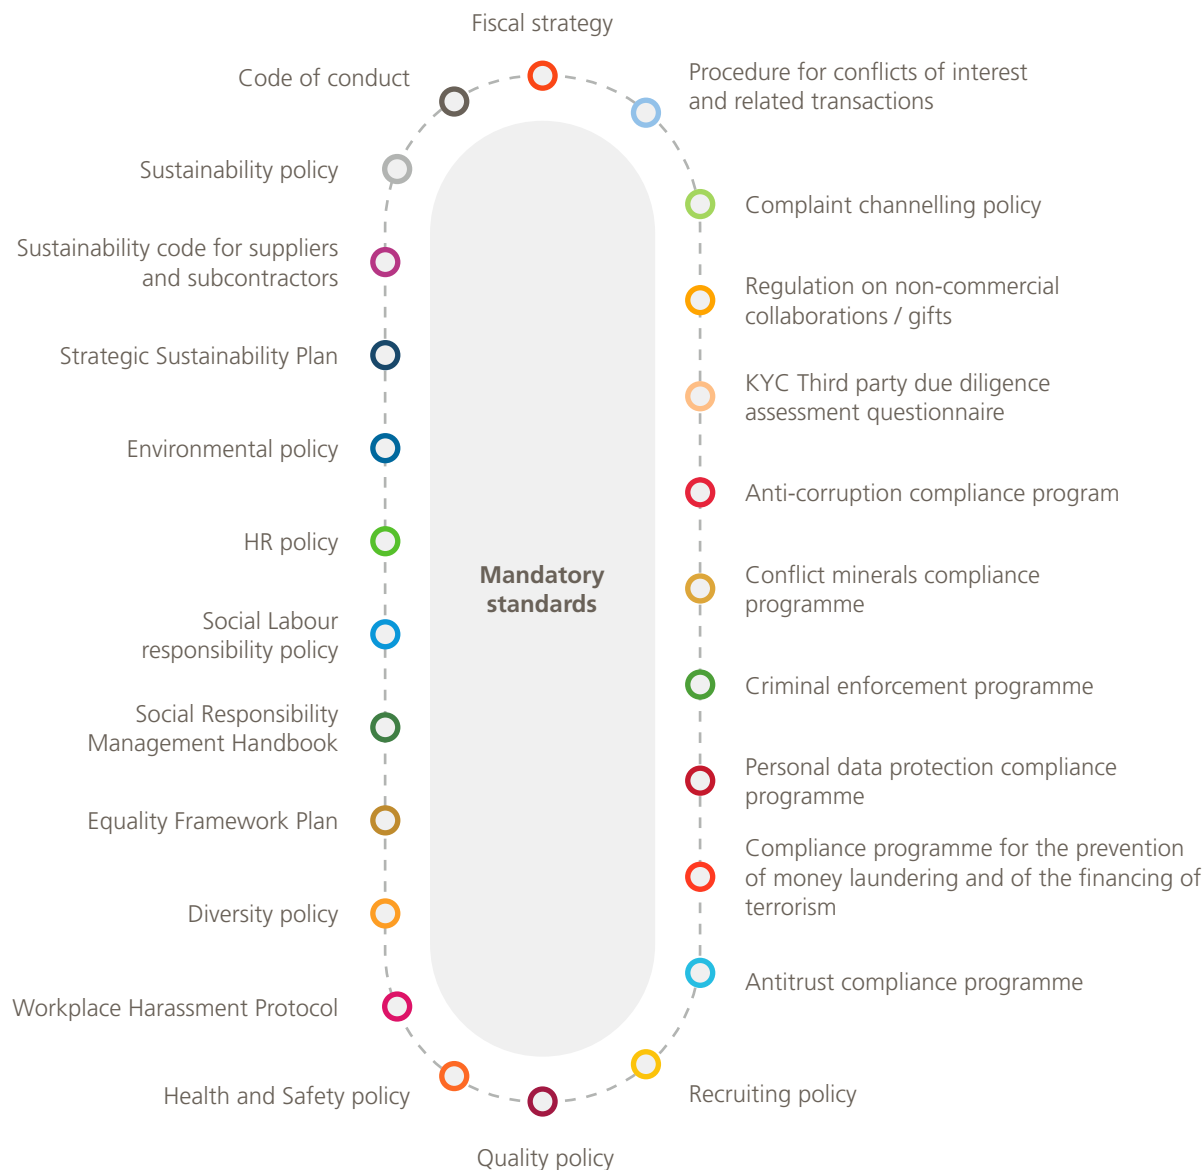 Fiscal strategy
Code of conduct
Procedure for conflicts of interest
and related transactions
Sustainability policy
Complaint channelling policy
Sustainability code for suppliers
and subcontractors
Regulation on non-commercial
collaborations / gifts
Strategic Sustainability Plan
KYC Third party due diligence
assessment questionnaire
Environmental policy
Anti-corruption compliance program
HR policy
Mandatory
standards
Conflict minerals compliance
programme
Social Labour
responsibility policy
Criminal enforcement programme
Social Responsibility
Management Handbook
Personal data protection compliance
programme
Equality Framework Plan
Compliance programme for the prevention
of money laundering and of the financing of
terrorism
Diversity policy
Antitrust compliance programme
Workplace Harassment Protocol
Health and Safety policy
Recruiting policy
Quality policy